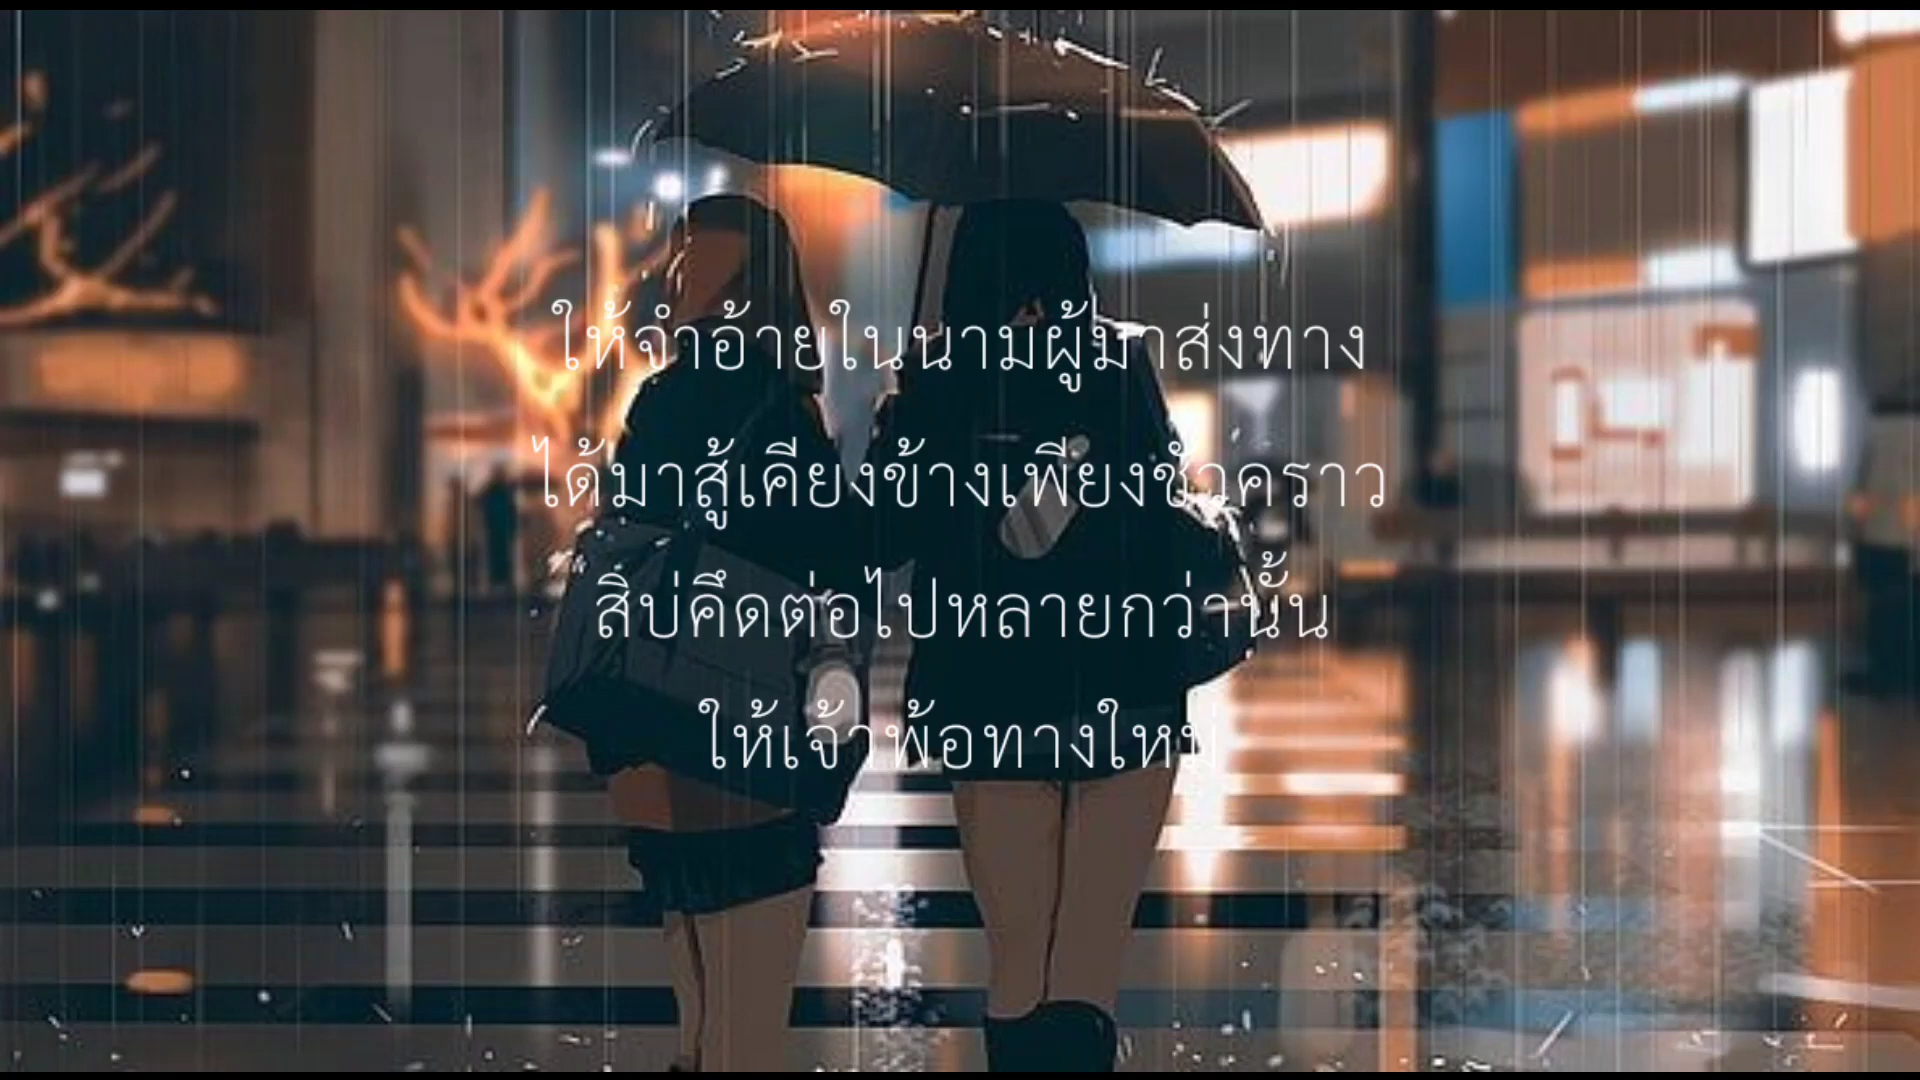 ให้จำอ้ายในนามผู้มาส่งทาง
ได้มาสู้เคียงข้างเพียงชั่วคราว
สิบ่คึดต่อไปหลายกว่านั้น
ให้เจ้าพ้อทางใหม่